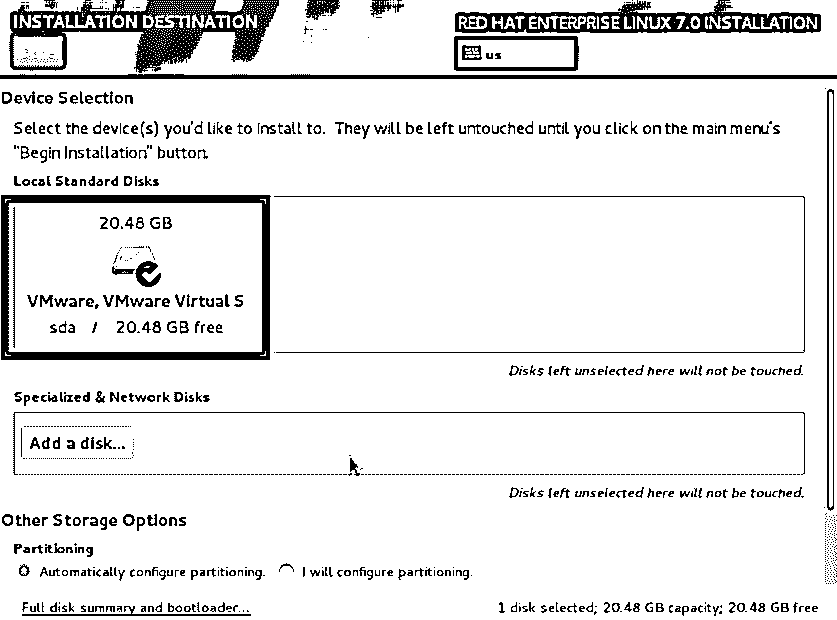 INSTALLATION DESTINATION
RED HAT ENTERPRISE LINUX 7.0 INSTALLATION
us
Device Selection
Select the device(s) you'd like to install to. They will be left untouched until you click on the main menu's
"Begin Installation" button.
Local Standard Disks
20.48 GB
VMware, VMware Virtual S
sda / 20.48 GB free
Disks left unselected here will not be touched.
Specialized & Network Disks
Add a disk...
Disks left unselected here will not be touched.
Other Storage Options
Partitioning
Automatically configure partitioning. I will configure partitioning.
Full disk summary and bootloader... 1 disk selected; 20.48 GB capacity; 20.48 GB free